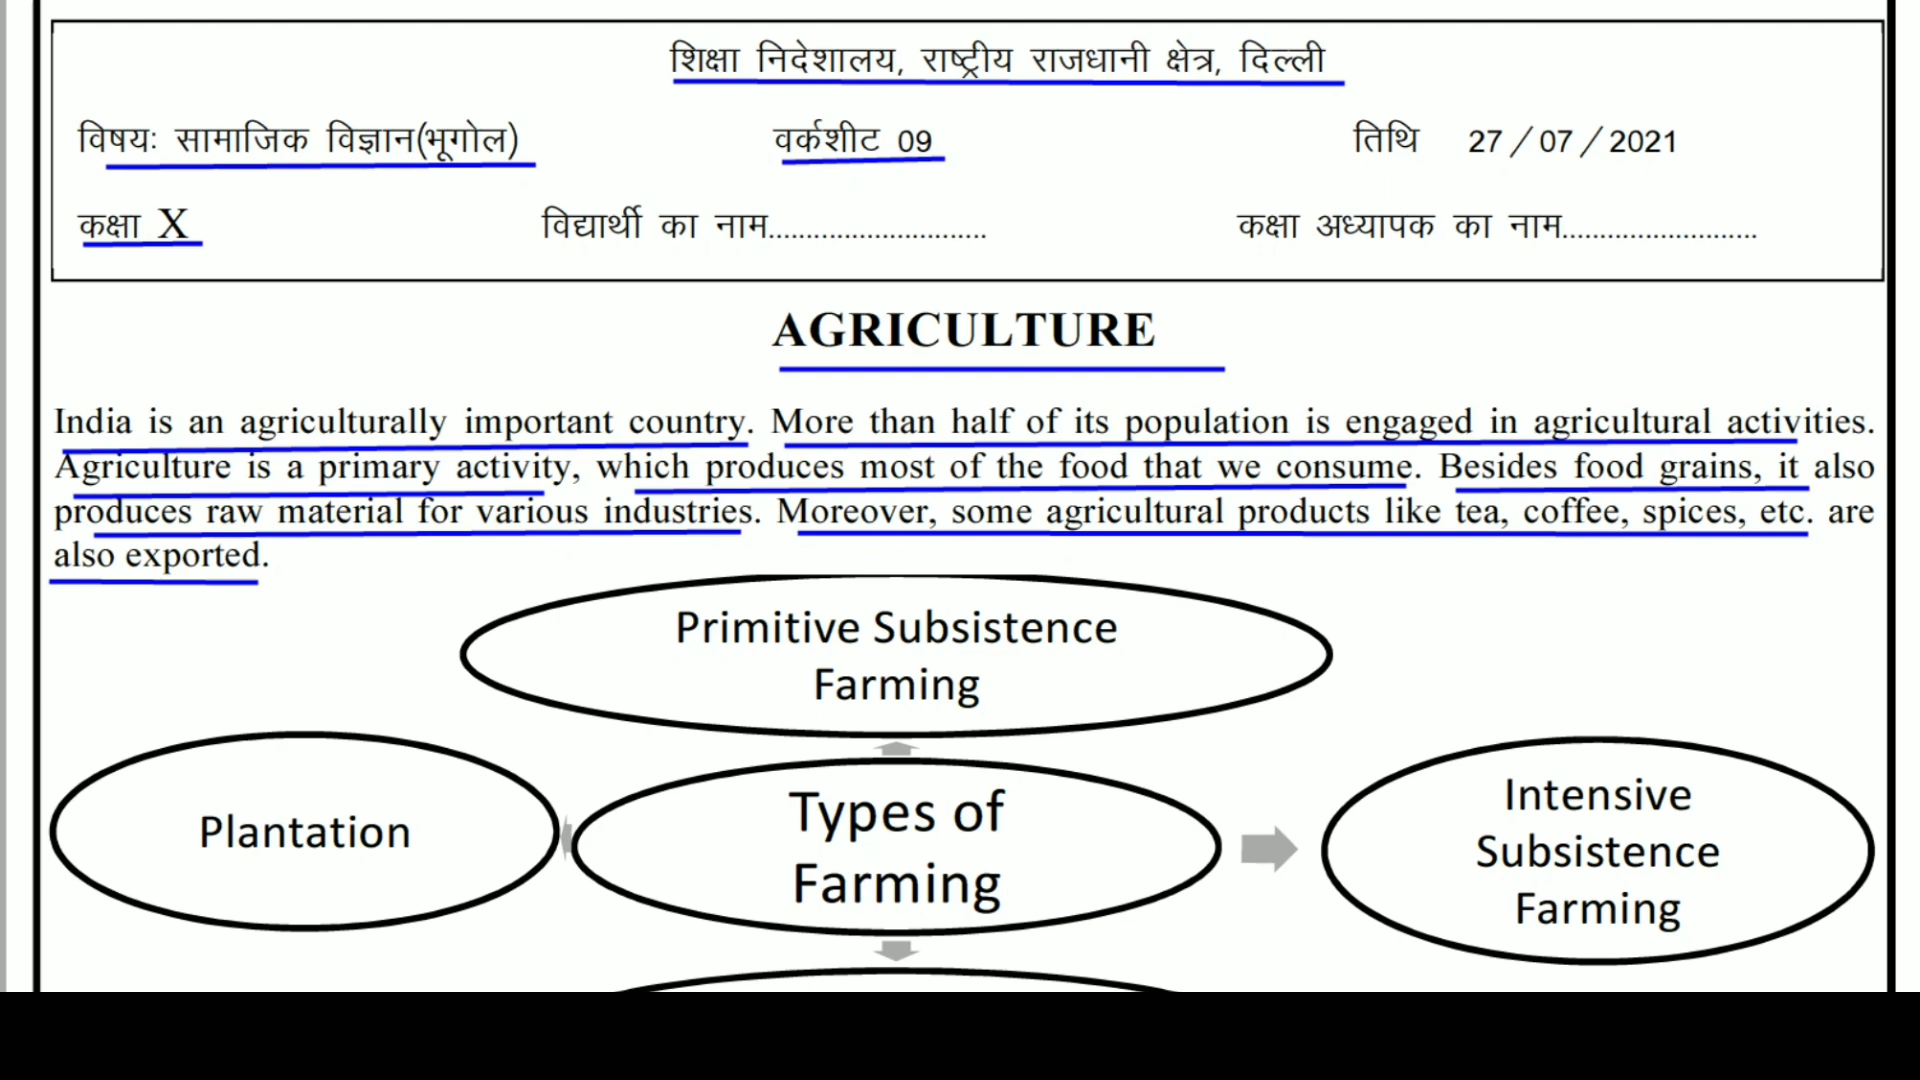 शिक्षा निदेशालय, राष्ट्रीय राजधानी क्षेत्र, दिल्ली
विषयः सामाजिक विज्ञान(भूगोल) वर्कशीट 09 तिथि 27 / 07 / 2021
कक्षा X विद्यार्थी का नाम............................ कक्षा अध्यापक का नाम..........................
AGRICULTURE
India is an agriculturally important country. More than half of its population is engaged in agricultural activities.
Agriculture is a primary activity, which produces most of the food that we consume. Besides food grains, it also
produces raw material for various industries. Moreover, some agricultural products like tea, coffee, spices, etc. are
also exported.
Primitive Subsistence
Farming
Plantation
Types of
Farming
Intensive
Subsistence
Farming